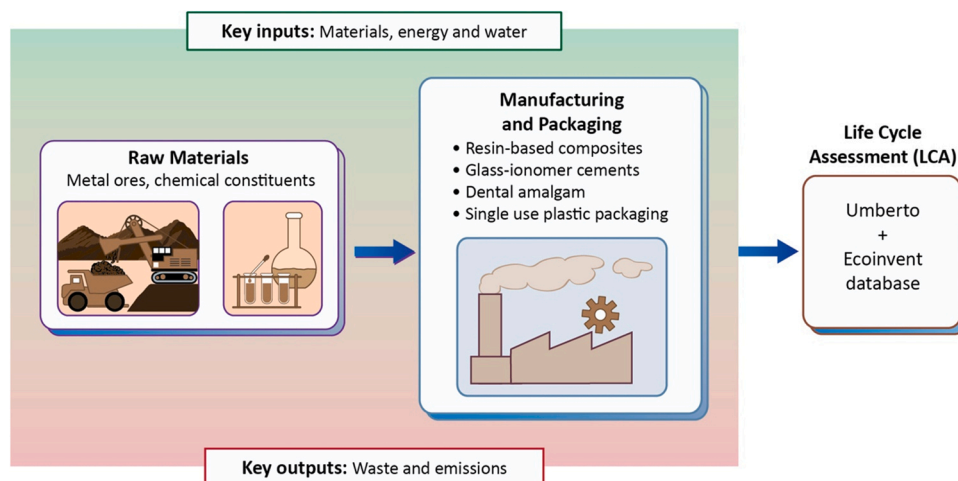 Key inputs: Materials, energy and water
Raw Materials
Metal ores, chemical constituents
Manufacturing
and Packaging
• Resin-based composites
• Glass-ionomer cements
• Dental amalgam
• Single use plastic packaging
Life Cycle
Assessment (LCA)
Umberto
+
Ecoinvent
database
Key outputs: Waste and emissions